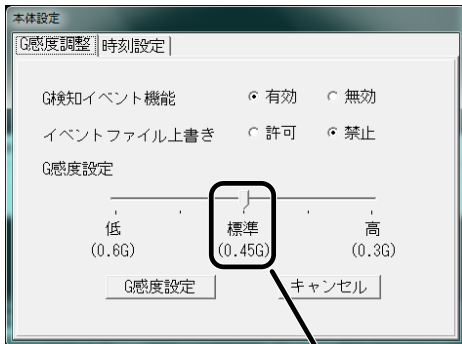 本体設定
G感度調整 時刻設定
G検知イベント機能 有効 無効
イベントファイル上書き 許可 禁止
G感度設定
低 標準 高
(0.6G) (0.45G) (0.3G)
G感度設定 キャンセル